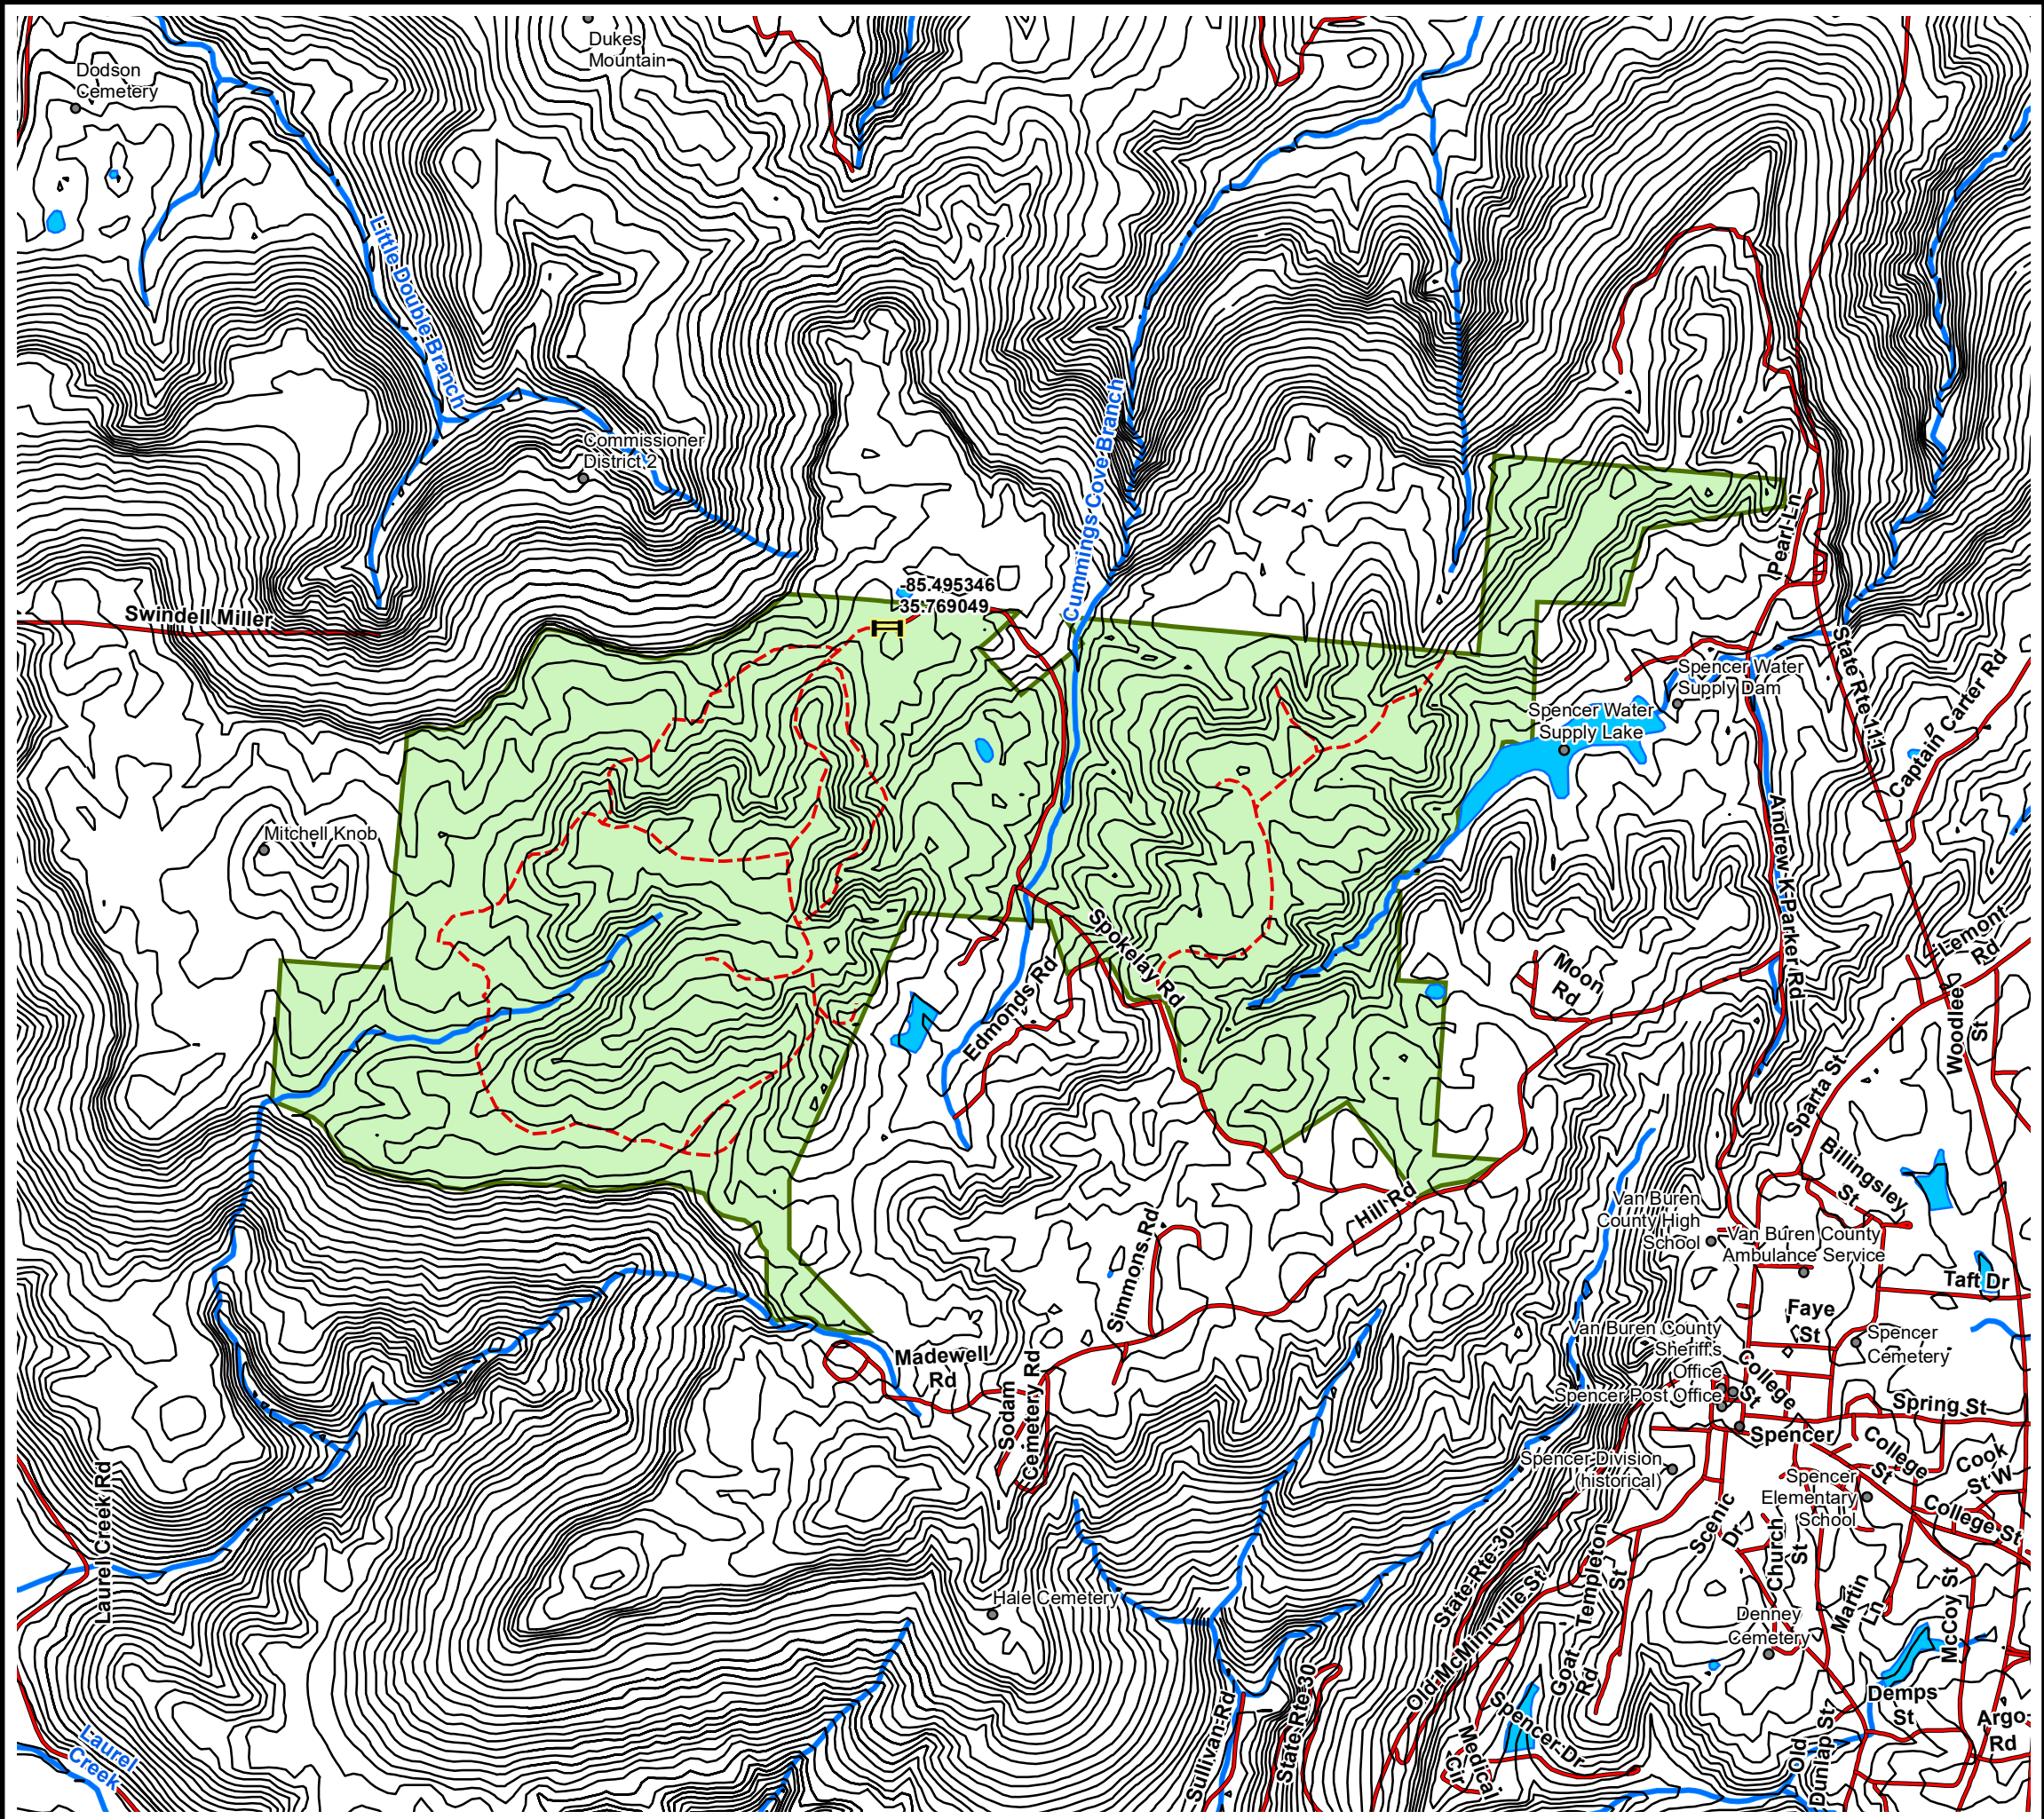 Dukes
Mountain
Dodson
Cemetery
Little Double Branch
Commissioner
District 2
Cummings Cove Branch
-85.495346
35.769049
Swindell Miller
Pearl Ln
State Rte 111
Spencer Water
Supply Dam
Spencer Water
Supply Lake
Captain Carter Rd
Mitchell Knob
Andrew K Parker Rd
Spokelay Rd
Edmonds Rd
Moon
Rd
Lemont
Rd
Woodlee
St
Sparta St
Billingsley
St
Hill Rd
Simmons Rd
Van Buren
County High
School
Van Buren County
Ambulance Service
Taft Dr
Faye
St
Van Buren County
Sheriff's
Office
Spencer
Cemetery
Madewell
Rd
Sodam
Cemetery Rd
College
St
Spencer Post Office
Spring St
Spencer
College
St
Cook
St W
Spencer Division
(historical)
Spencer
Elementary
School
College St
Laurel Creek Rd
Scenic
Dr
Church
St
State Rte 30
Old McMinnville St
Templeton
St
Martin
Ln
McCoy St
Hale Cemetery
Denney
Cemetery
Goat
Rd
Sullivan Rd
State Rte 30
Spencer Dr
Medical
Cir
Demps
St
Old
Dunlap St
Argo
Rd
Laurel
Creek